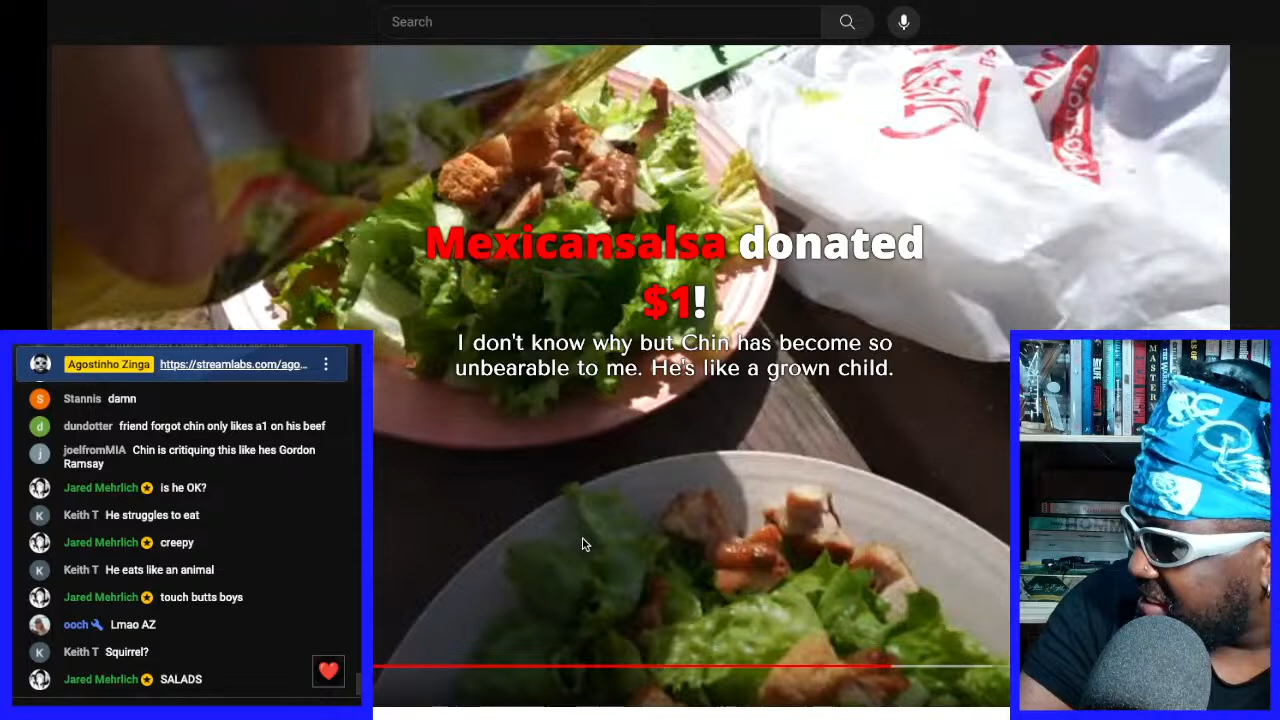 Search
Mexicansalsa donated
$1!
I don't know why but Chin has become so
unbearable to me. He's like a grown child.
Agostinho Zinga https://streamlabs.com/ago...
S Stannis damn
d dundotter friend forgot chin only likes a1 on his beef
j joelfromMIA Chin is critiquing this like hes Gordon
Ramsay
Jared Mehrlich is he OK?
K Keith T He struggles to eat
Jared Mehrlich creepy
K Keith T He eats like an animal
Jared Mehrlich touch butts boys
ooch Lmao AZ
K Keith T Squirrel?
Jared Mehrlich SALADS